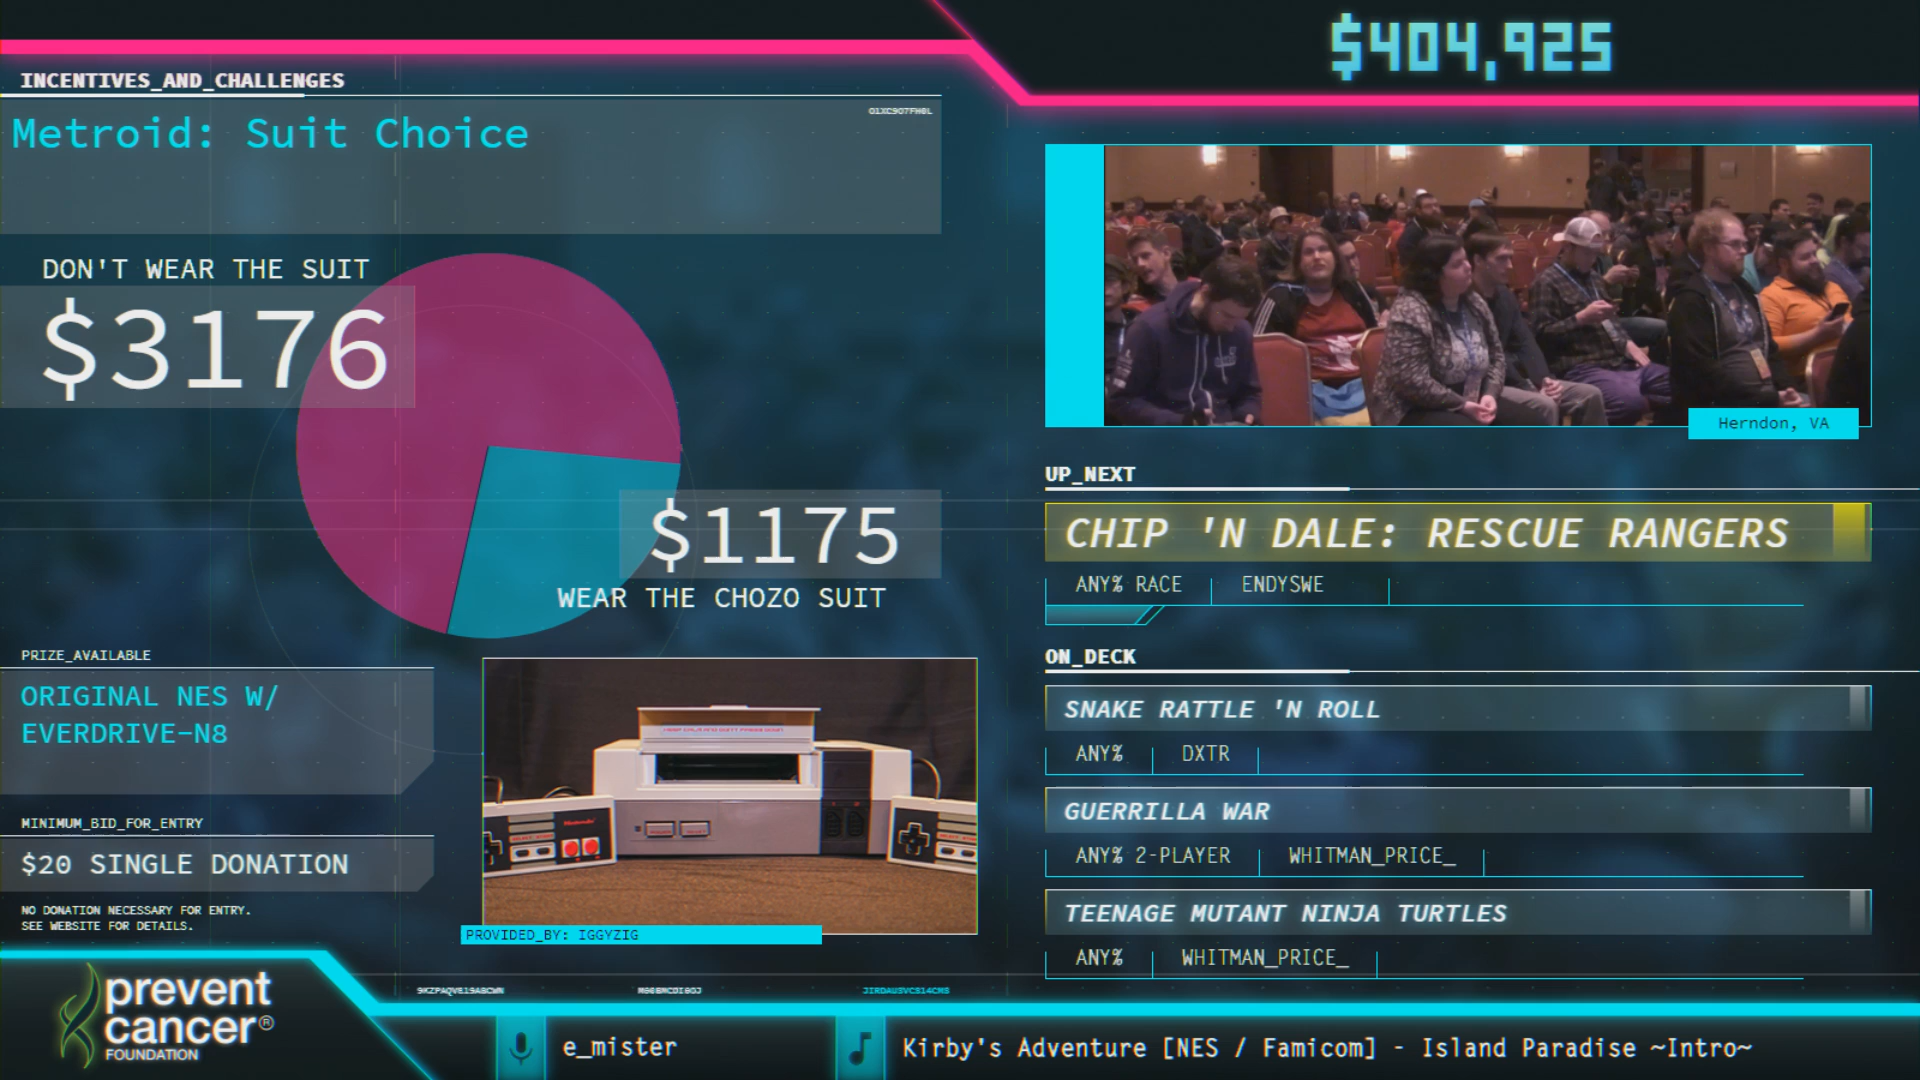 $404,925
INCENTIVES_AND_CHALLENGES
Metroid: Suit Choice
DON'T WEAR THE SUIT
$3176
$1175
WEAR THE CHOZO SUIT
PRIZE_AVAILABLE
ORIGINAL NES W/
EVERDRIVE-N8
MINIMUM_BID_FOR_ENTRY
$20 SINGLE DONATION
NO DONATION NECESSARY FOR ENTRY.
SEE WEBSITE FOR DETAILS.
PROVIDED_BY: IGGYZIG
Herndon, VA
UP_NEXT
CHIP 'N DALE: RESCUE RANGERS
ANY% RACE ENDYSWE
ON_DECK
SNAKE RATTLE 'N ROLL
ANY% DXTR
GUERRILLA WAR
ANY% 2-PLAYER WHITMAN_PRICE_
TEENAGE MUTANT NINJA TURTLES
ANY% WHITMAN_PRICE_
prevent
cancer®
FOUNDATION
e_mister
Kirby's Adventure [NES / Famicom] - Island Paradise ~Intro~